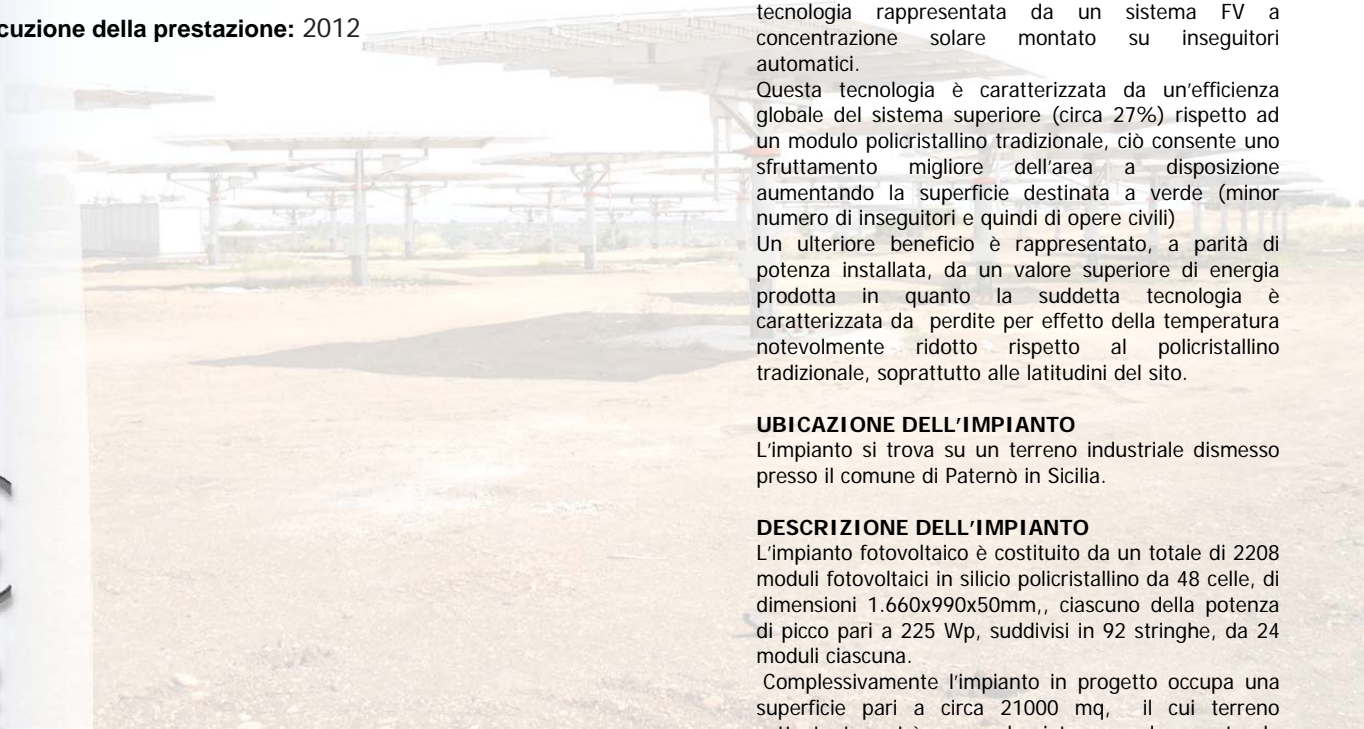 cuzione della prestazione: 2012
tecnologia rappresentata da un sistema FV a
concentrazione solare montato su inseguitori
automatici.
Questa tecnologia è caratterizzata da un'efficienza
globale del sistema superiore (circa 27%) rispetto ad
un modulo policristallino tradizionale, ciò consente uno
sfruttamento migliore dell'area a disposizione
aumentando la superficie destinata a verde (minor
numero di inseguitori e quindi di opere civili)
Un ulteriore beneficio è rappresentato, a parità di
potenza installata, da un valore superiore di energia
prodotta in quanto la suddetta tecnologia è
caratterizzata da perdite per effetto della temperatura
notevolmente ridotto rispetto al policristallino
tradizionale, soprattutto alle latitudini del sito.
UBICAZIONE DELL'IMPIANTO
L'impianto si trova su un terreno industriale dismesso
presso il comune di Paternò in Sicilia.
DESCRIZIONE DELL'IMPIANTO
L'impianto fotovoltaico è costituito da un totale di 2208
moduli fotovoltaici in silicio policristallino da 48 celle, di
dimensioni 1.660x990x50mm,, ciascuno della potenza
di picco pari a 225 Wp, suddivisi in 92 stringhe, da 24
moduli ciascuna.
Complessivamente l'impianto in progetto occupa una
superficie pari a circa 21000 mq, il cui terreno